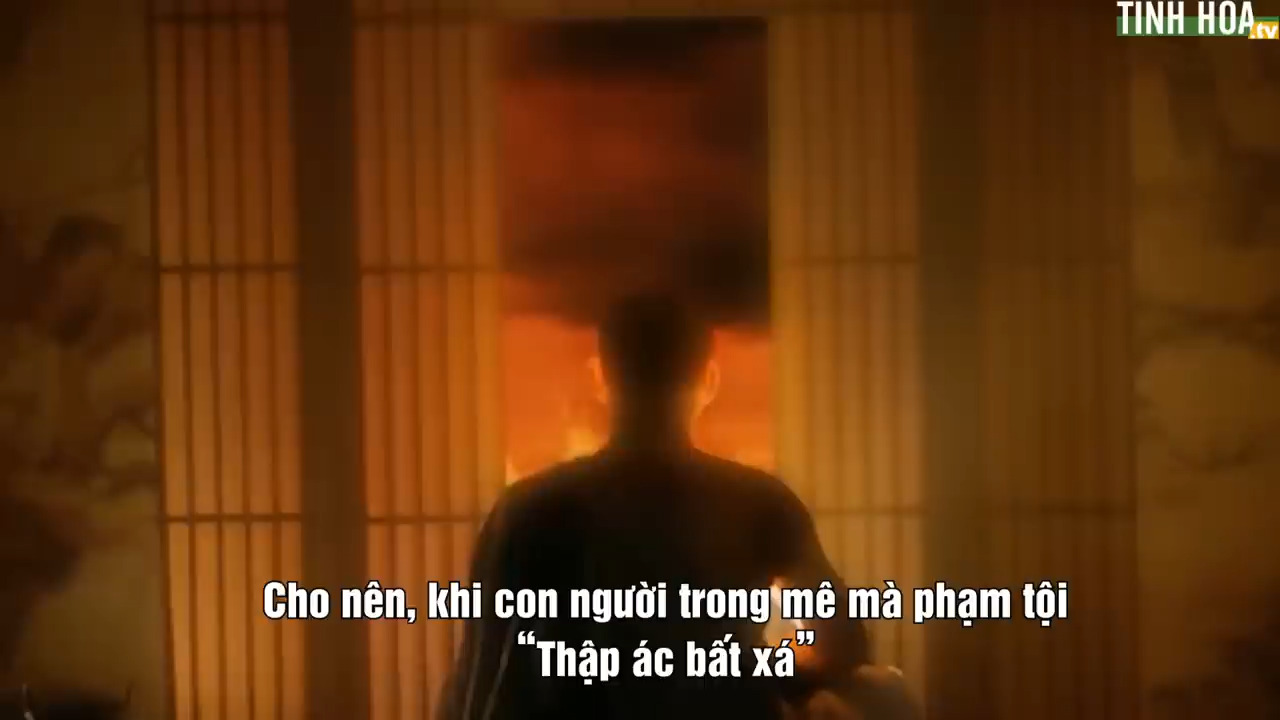 TINH HOA
.tv
Cho nên, khi con người trong mê mà phạm tội
“Thập ác bất xá”